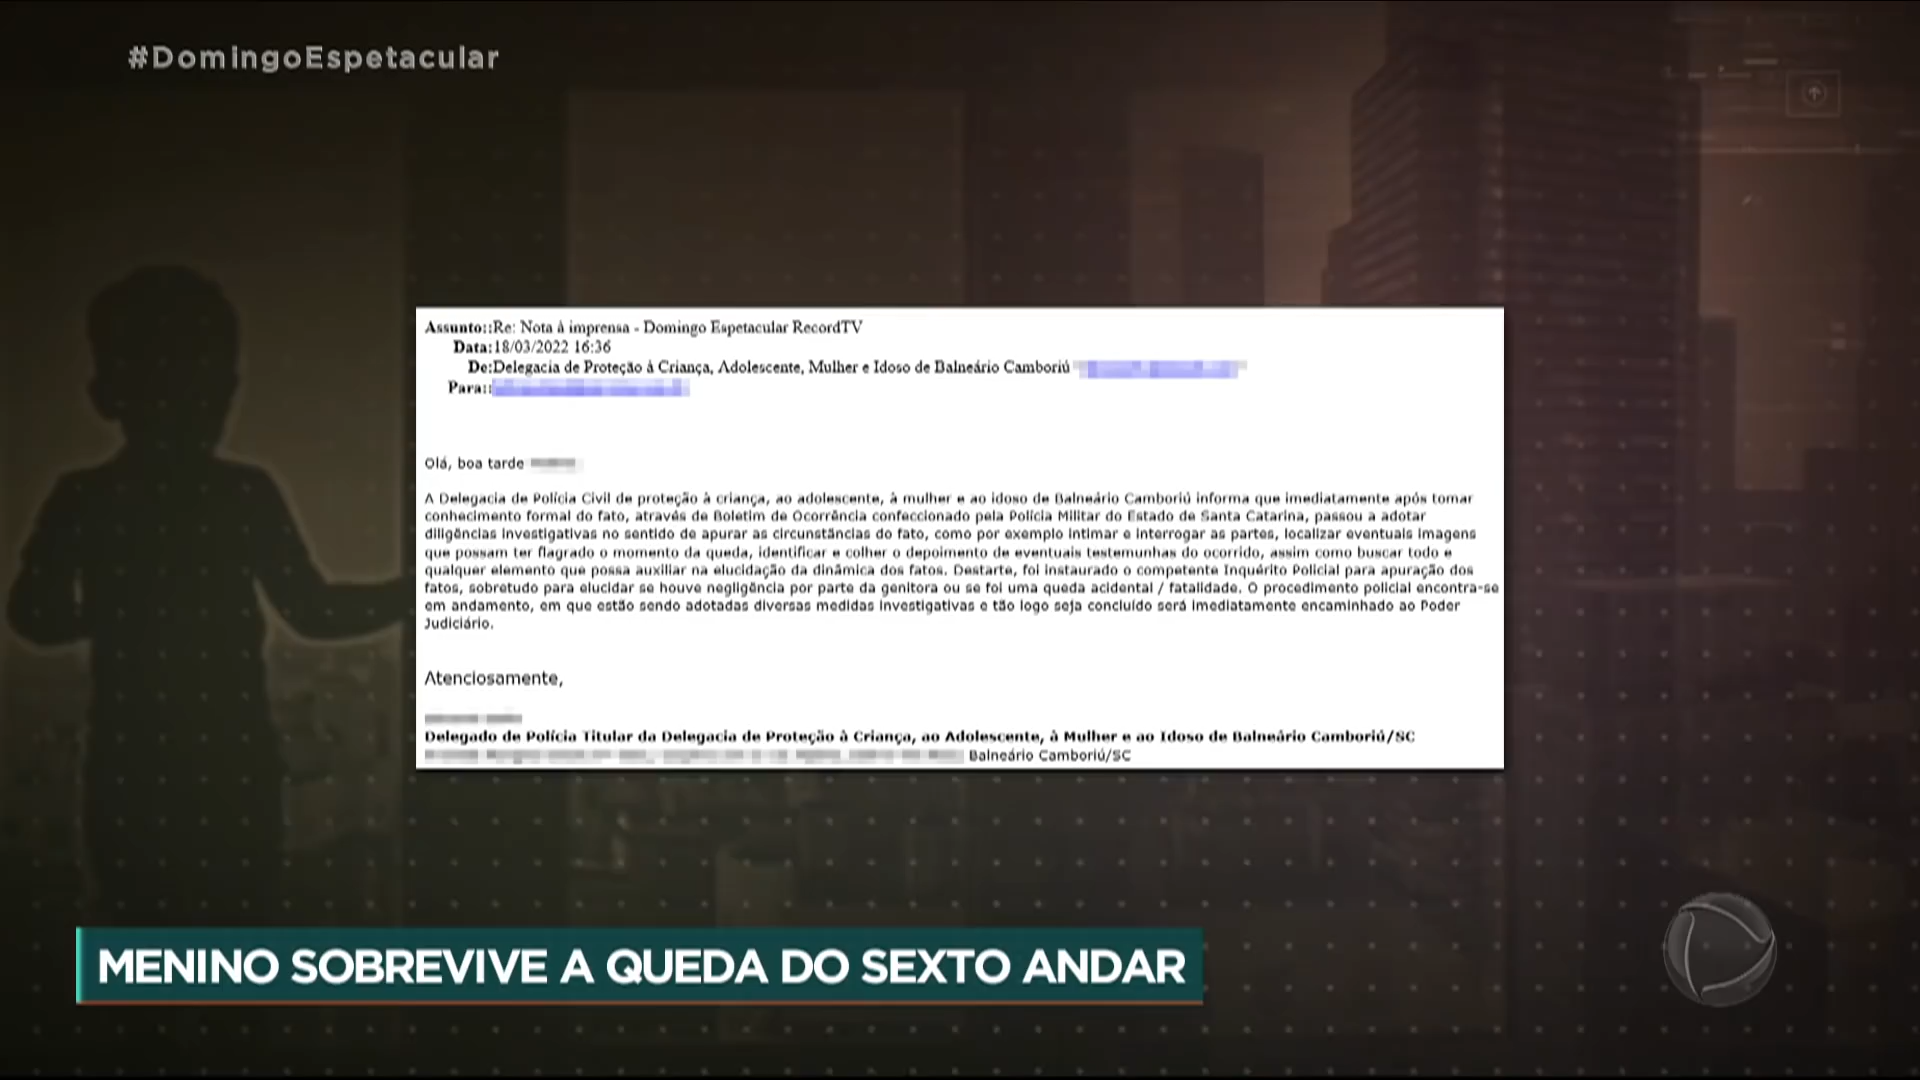 #DomingoEspetacular
Assunto::Re: Nota à imprensa - Domingo Espetacular RecordTV
Data:18/03/2022 16:36
De:Delegacia de Proteção à Criança, Adolescente, Mulher e Idoso de Balneário Camboriú
Para::
Olá, boa tarde
A Delegacia de Polícia Civil de proteção à criança, ao adolescente, à mulher e ao idoso de Balneário Camboriú informa que imediatamente após tomar
conhecimento formal do fato, através de Boletim de Ocorrência confeccionado pela Polícia Militar do Estado de Santa Catarina, passou a adotar
diligências investigativas no sentido de apurar as circunstâncias do fato, como por exemplo intimar e interrogar as partes, localizar eventuais imagens
que possam ter flagrado o momento da queda, identificar e colher o depoimento de eventuais testemunhas do ocorrido, assim como buscar todo e
qualquer elemento que possa auxiliar na elucidação da dinâmica dos fatos. Destarte, foi instaurado o competente Inquérito Policial para apuração dos
fatos, sobretudo para elucidar se houve negligência por parte da genitora ou se foi uma queda acidental / fatalidade. O procedimento policial encontra-se
em andamento, em que estão sendo adotadas diversas medidas investigativas e tão logo seja concluído será imediatamente encaminhado ao Poder
Judiciário.
Atenciosamente,
Delegado de Polícia Titular da Delegacia de Proteção à Criança, ao Adolescente, à Mulher e ao Idoso de Balneário Camboriú/SC
Balneário Camboriú/SC
MENINO SOBREVIVE A QUEDA DO SEXTO ANDAR